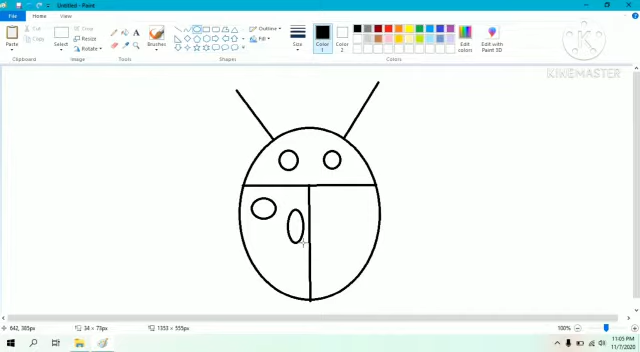 Untitled - Paint
File
Home
View
Paste
Cut
Copy
Select
Crop
Resize
Rotate
Brushes
Outline
Fill
Size
Color 1
Color 2
Edit colors
Edit with Paint 3D
Clipboard
Image
Tools
Shapes
Colors
KINEMASTER
642, 385px
34 × 73px
1353 × 555px
100%
11:05 PM
11/7/2020